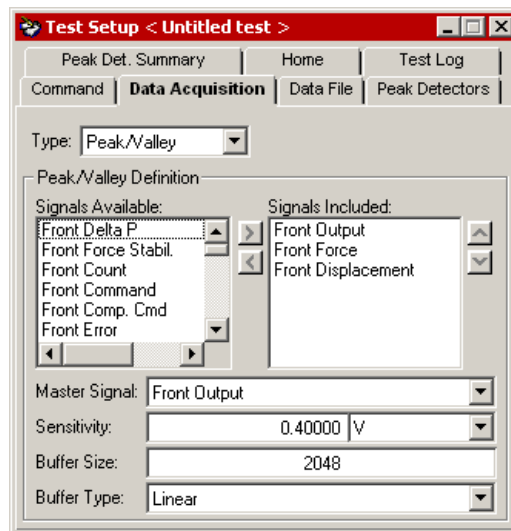 Test Setup < Untitled test >
Peak Det. Summary Home Test Log
Command Data Acquisition Data File Peak Detectors
Type: Peak/Valley
Peak/Valley Definition
Signals Available: Signals Included:
Front Delta P Front Output
Front Force Stabil. Front Force
Front Count Front Displacement
Front Command
Front Comp. Cmd
Front Error
Master Signal: Front Output
Sensitivity: 0.40000 V
Buffer Size: 2048
Buffer Type: Linear